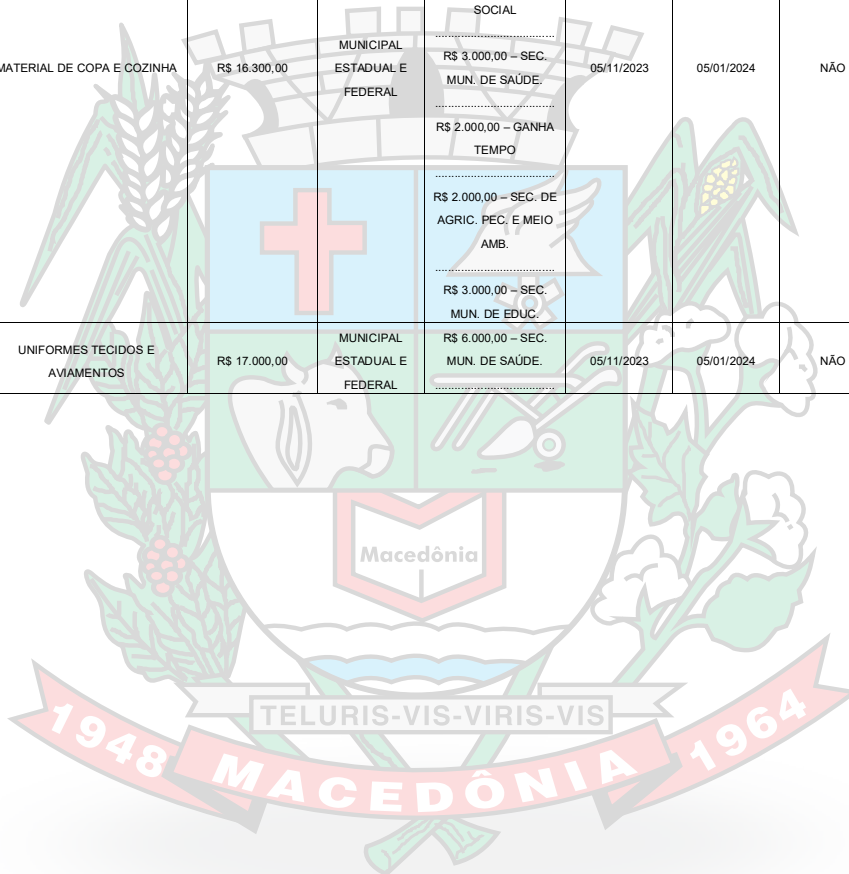 SOCIAL
.......................................
MATERIAL DE COPA E COZINHA
R$ 16.300,00
MUNICIPAL
ESTADUAL E
FEDERAL
R$ 3.000,00 – SEC.
MUN. DE SAÚDE.
.......................................
R$ 2.000,00 – GANHA
TEMPO
.......................................
R$ 2.000,00 – SEC. DE
AGRIC. PEC. E MEIO
AMB.
.......................................
R$ 3.000,00 – SEC.
MUN. DE EDUC.
05/11/2023
05/01/2024
NÃO
UNIFORMES TECIDOS E
AVIAMENTOS
R$ 17.000,00
MUNICIPAL
ESTADUAL E
FEDERAL
R$ 6.000,00 – SEC.
MUN. DE SAÚDE.
.......................................
05/11/2023
05/01/2024
NÃO
Macedônia
TELURIS-VIS-VIRIS-VIS
1948 MACEDÔNIA 1964